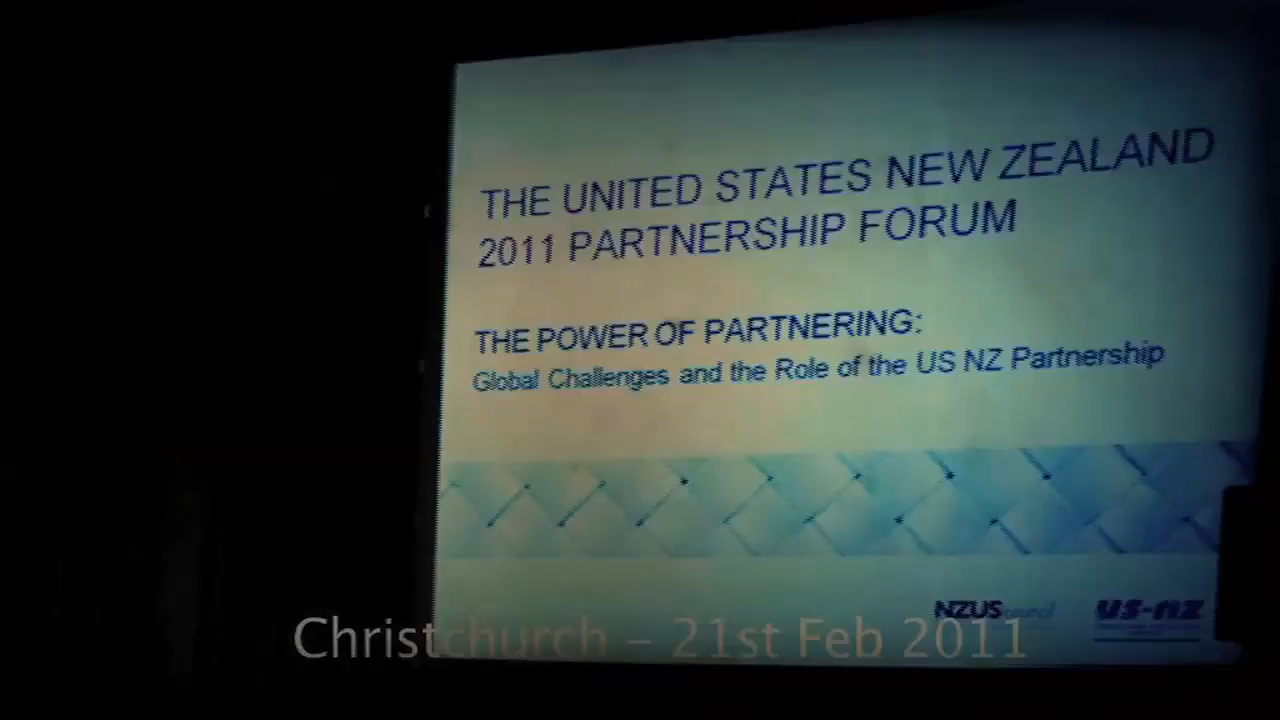 THE UNITED STATES NEW ZEALAND
2011 PARTNERSHIP FORUM
THE POWER OF PARTNERING:
Global Challenges and the Role of the US NZ Partnership
NZUS council
US-NZ
Christchurch – 21st Feb 2011